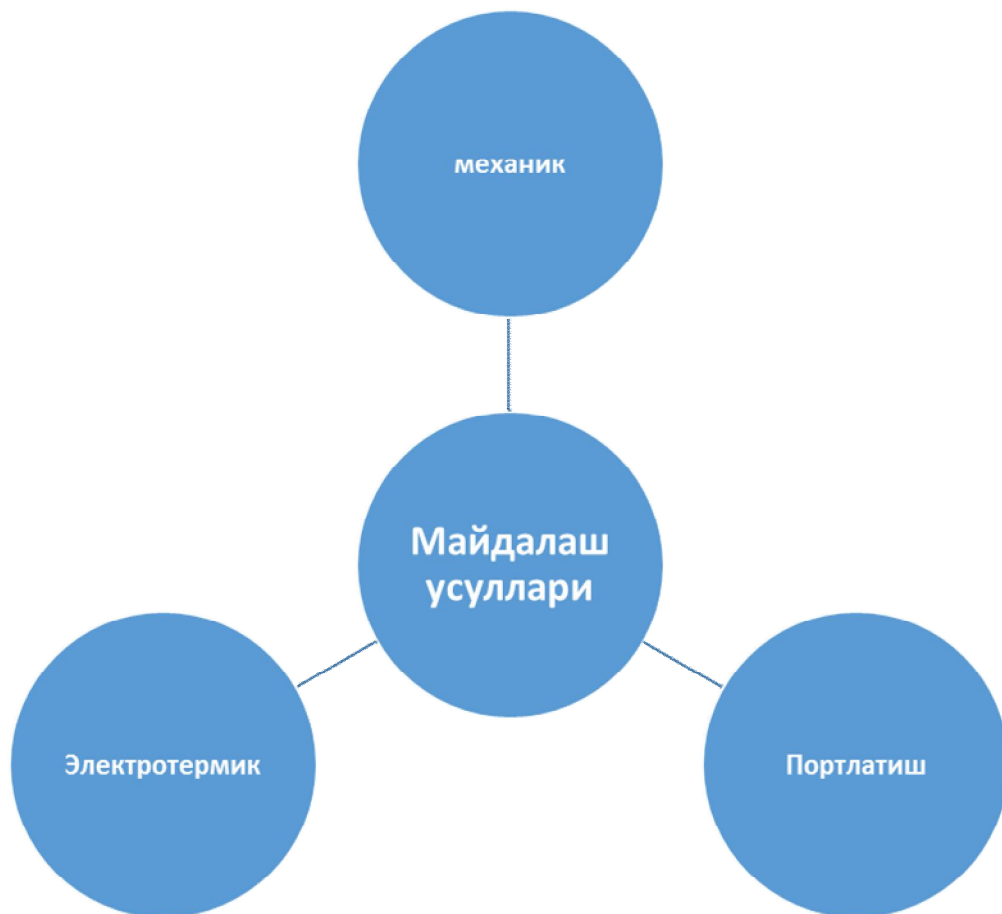 механик
Майдалаш
усуллари
Электротермик
Портлатиш